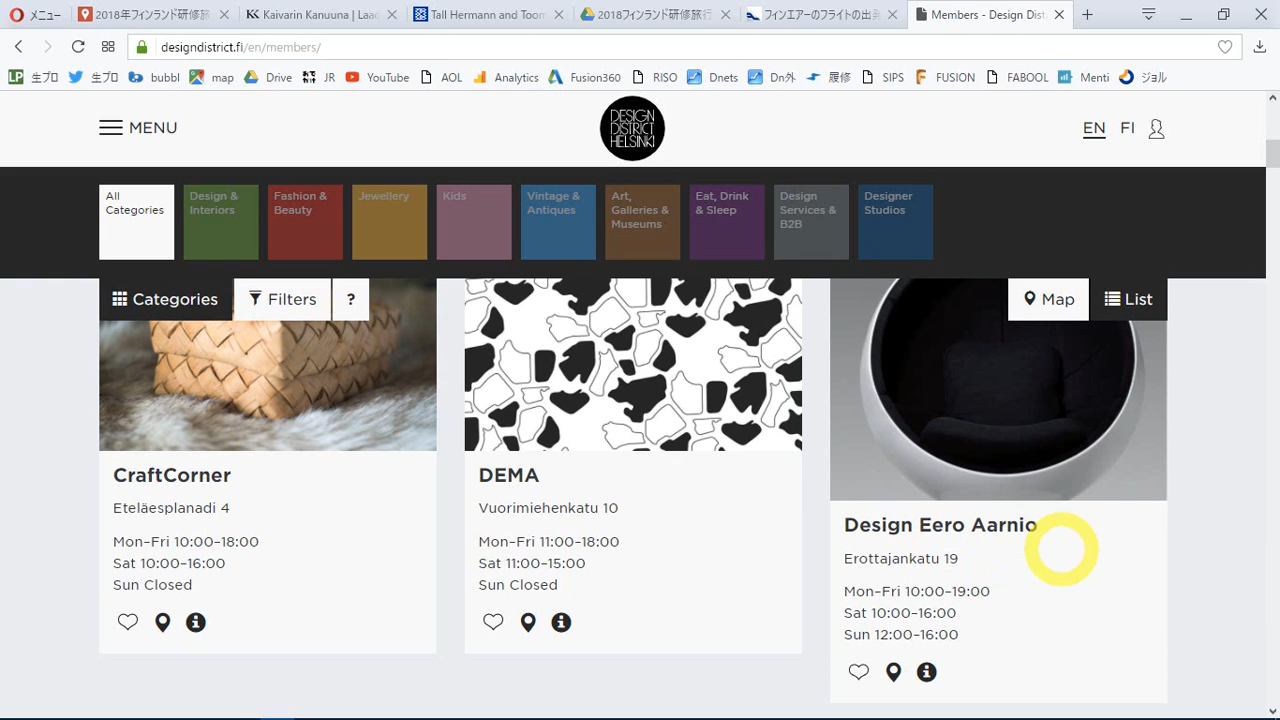 メニュー
2018年フィンランド研修旅
Kaivarin Kanuuna | Laad
Tall Hermann and Toom
2018フィンランド研修旅行
フィンエアーのフライトの出発
Members - Design Dist
designdistrict.fi/en/members/
LP 生プロ
生プロ
bubbl
map
Drive
JR
YouTube
AOL
Analytics
Fusion360
RISO
Dnets
Dn外
履修
SIPS
FUSION
FABOOL
Menti
ジョル
MENU
DESIGN
DISTRICT
HELSINKI
EN FI
All
Categories
Design &
Interiors
Fashion &
Beauty
Jewellery
Kids
Vintage &
Antiques
Art,
Galleries &
Museums
Eat, Drink
& Sleep
Design
Services &
B2B
Designer
Studios
Categories
Filters
?
Map
List
CraftCorner
Eteläesplanadi 4
Mon–Fri 10:00–18:00
Sat 10:00–16:00
Sun Closed
DEMA
Vuorimiehenkatu 10
Mon–Fri 11:00–18:00
Sat 11:00–15:00
Sun Closed
Design Eero Aarnio
Erottajankatu 19
Mon–Fri 10:00–19:00
Sat 10:00–16:00
Sun 12:00–16:00